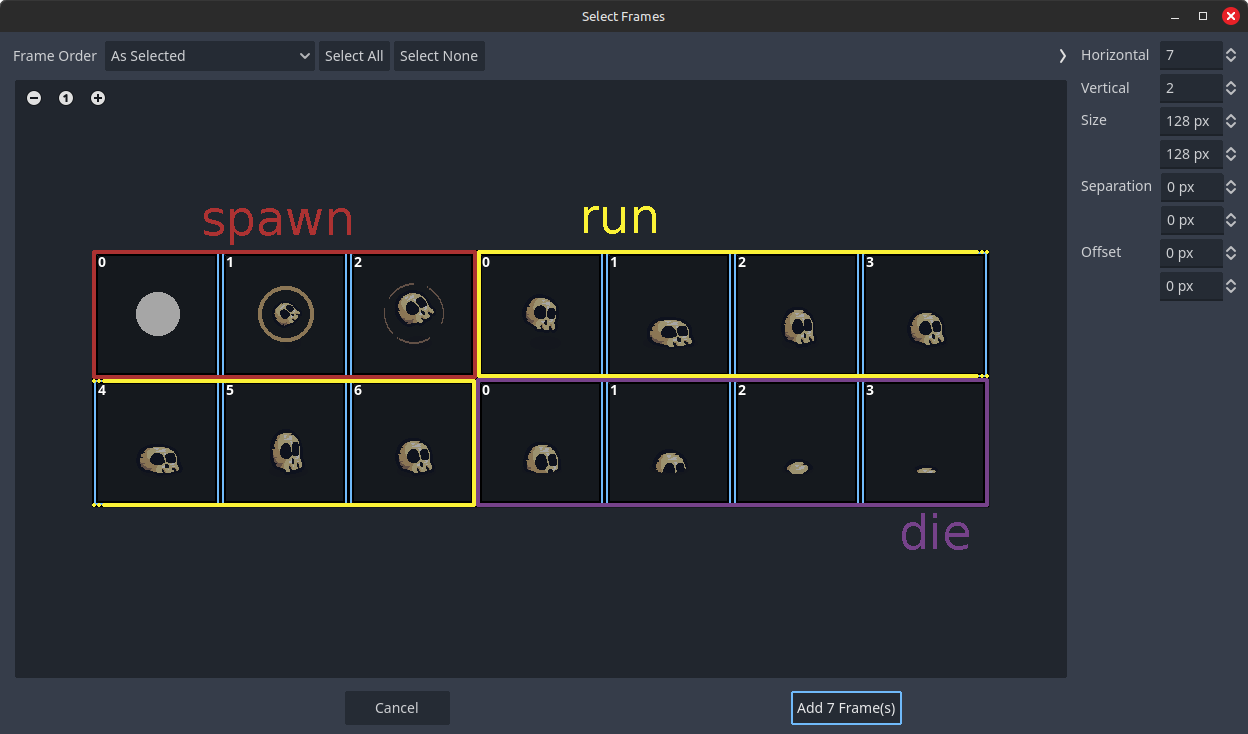 Select Frames
Frame Order As Selected Select All Select None
Horizontal 7
Vertical 2
1
Size 128 px
128 px
Separation 0 px
0 px
Offset 0 px
0 px
spawn run
0 1 2 0 1 2 3
4 5 6 0 1 2 3
die
Cancel Add 7 Frame(s)